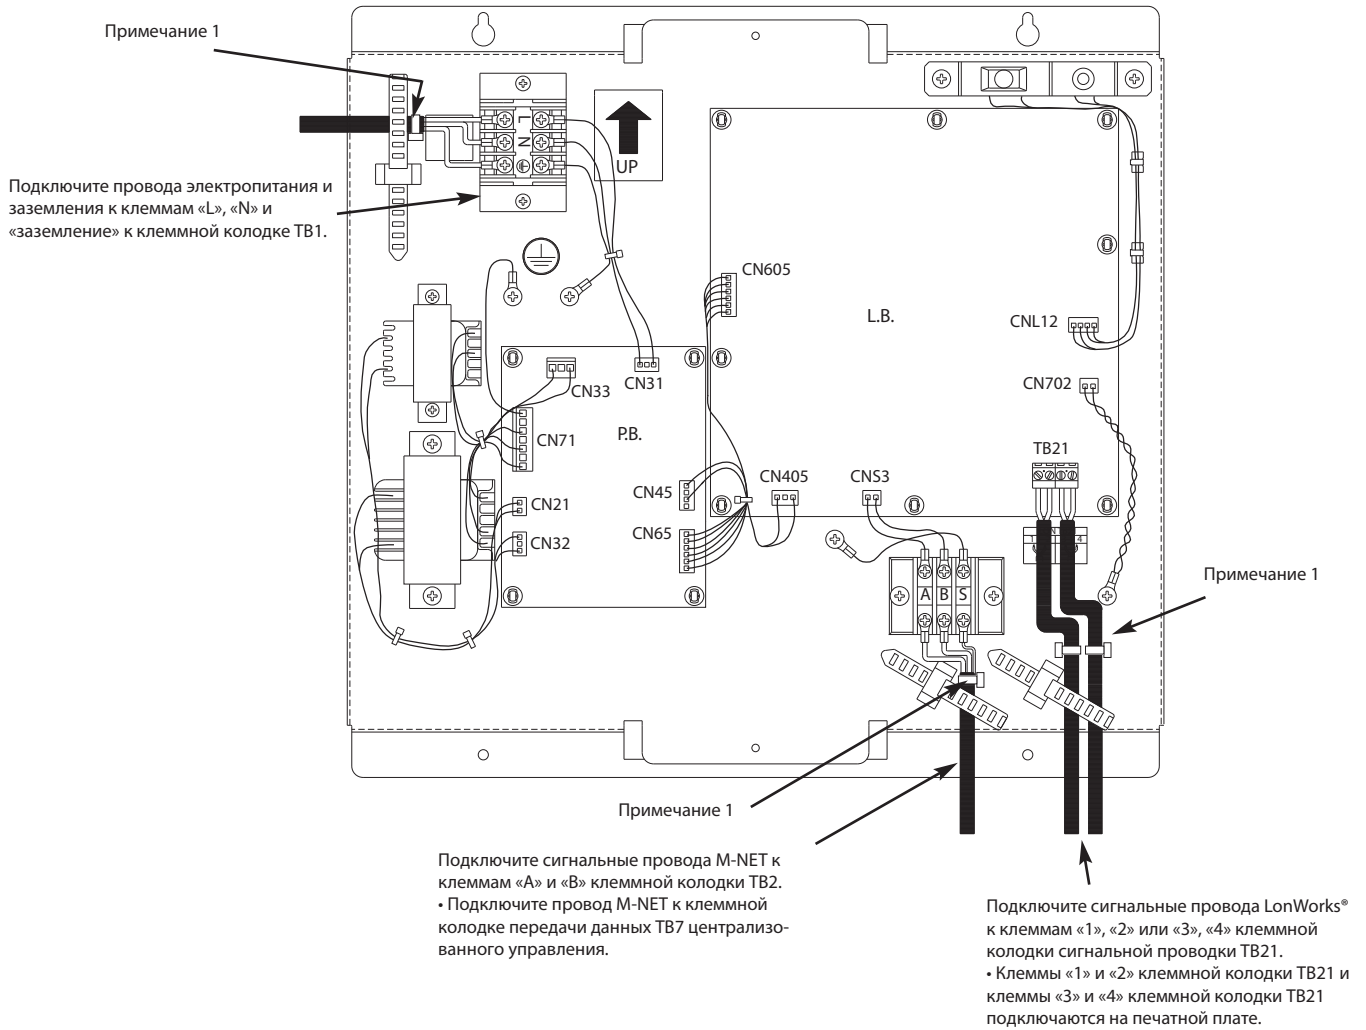 Примечание 1
L
N
UP
Подключите провода электропитания и
заземления к клеммам «L», «N» и
«заземление» к клеммной колодке TB1.
CN605
L.B.
CNL12
CN33
CN31
CN702
CN71
P.B.
TB21
CN45
CN405
CNS3
CN21
CN65
CN32
1
4
A B S
Примечание 1
Примечание 1
Подключите сигнальные провода M-NET к
клеммам «A» и «B» клеммной колодки TB2.
• Подключите провод M-NET к клеммной
колодке передачи данных TB7 централизо-
ванного управления.
Подключите сигнальные провода LonWorks®
к клеммам «1», «2» или «3», «4» клеммной
колодки сигнальной проводки TB21.
• Клеммы «1» и «2» клеммной колодки TB21 и
клеммы «3» и «4» клеммной колодки TB21
подключаются на печатной плате.